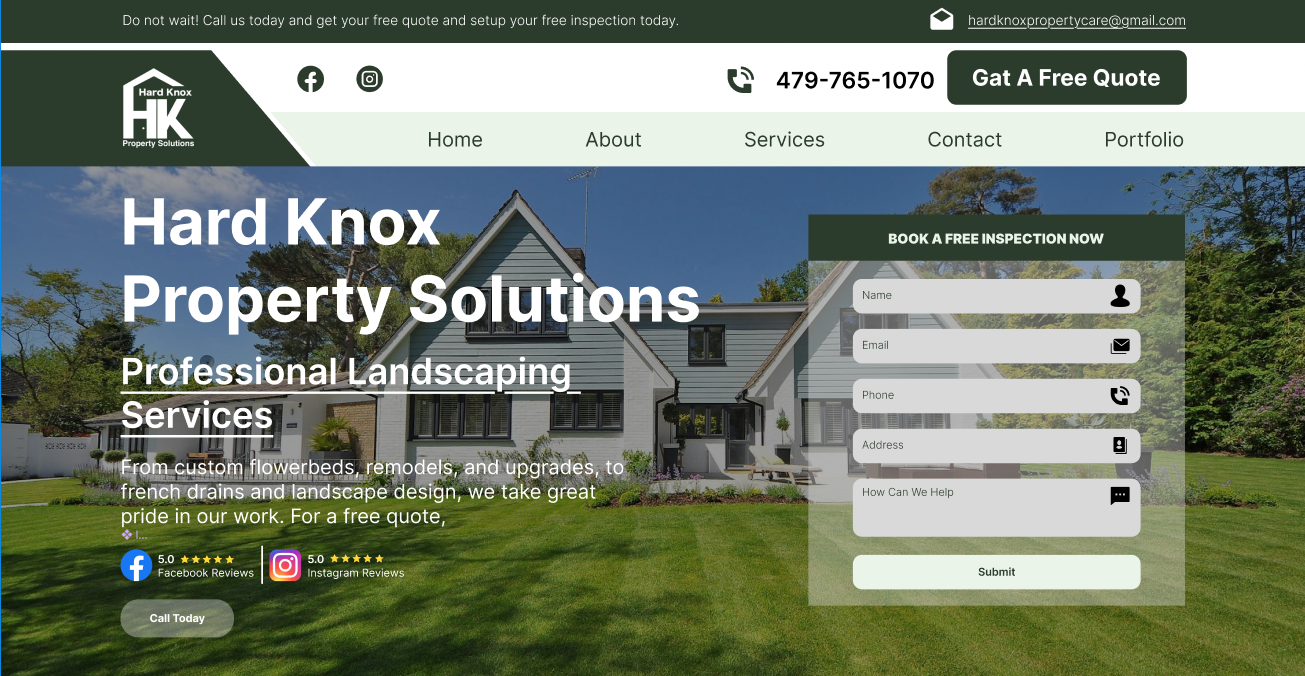 Do not wait! Call us today and get your free quote and setup your free inspection today.
hardknoxpropertycare@gmail.com
Hard Knox
HK
Property Solutions
479-765-1070
Gat A Free Quote
Home
About
Services
Contact
Portfolio
Hard Knox
Property Solutions
Professional Landscaping
Services
From custom flowerbeds, remodels, and upgrades, to
french drains and landscape design, we take great
pride in our work. For a free quote,
I...
5.0
Facebook Reviews
5.0
Instagram Reviews
Call Today
BOOK A FREE INSPECTION NOW
Name
Email
Phone
Address
How Can We Help
Submit